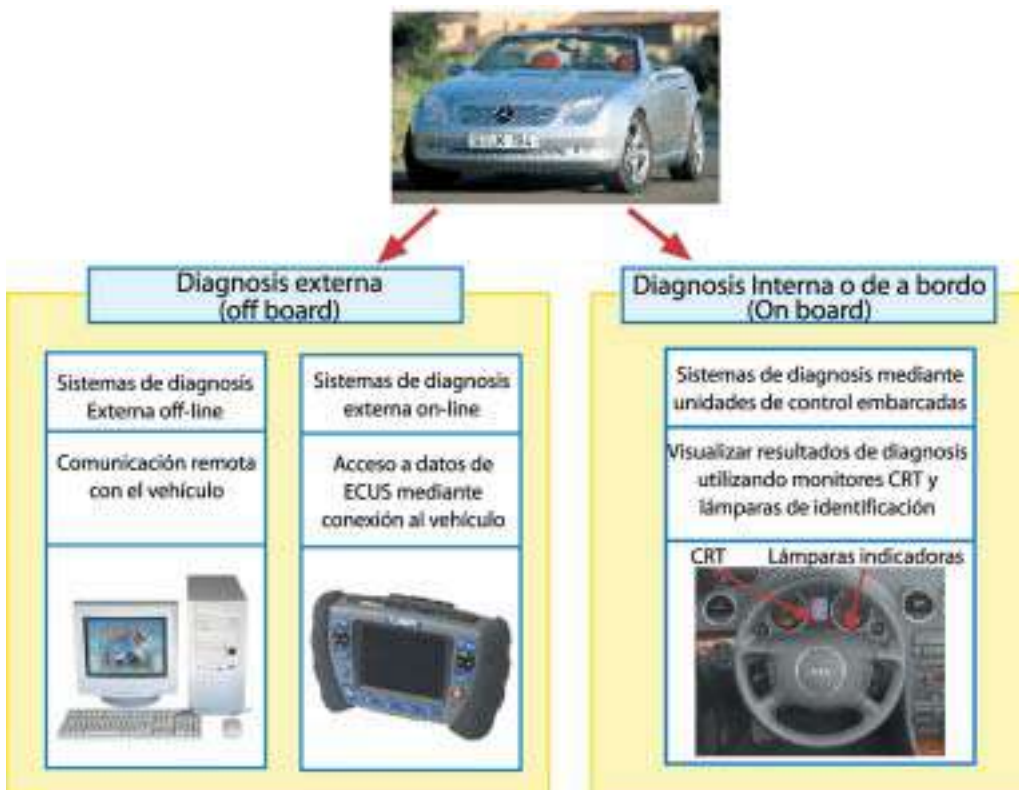 Diagnosis externa
(off board)
Sistemas de diagnosis
Externa off-line
Comunicación remota
con el vehículo
Sistemas de diagnosis
externa on-line
Acceso a datos de
ECUS mediante
conexión al vehículo
Diagnosis Interna o de a bordo
(On board)
Sistemas de diagnosis mediante
unidades de control embarcadas
Visualizar resultados de diagnosis
utilizando monitores CRT y
lámparas de identificación
CRT Lámparas indicadoras